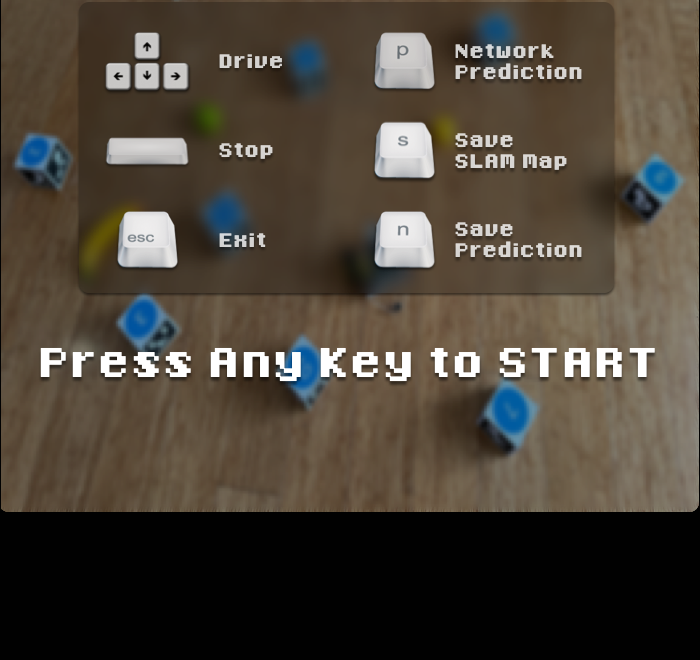 ↑
← ↓ →
Drive
p
Network
Prediction
Stop
s
Save
SLAM Map
esc
Exit
n
Save
Prediction
Press Any Key to START